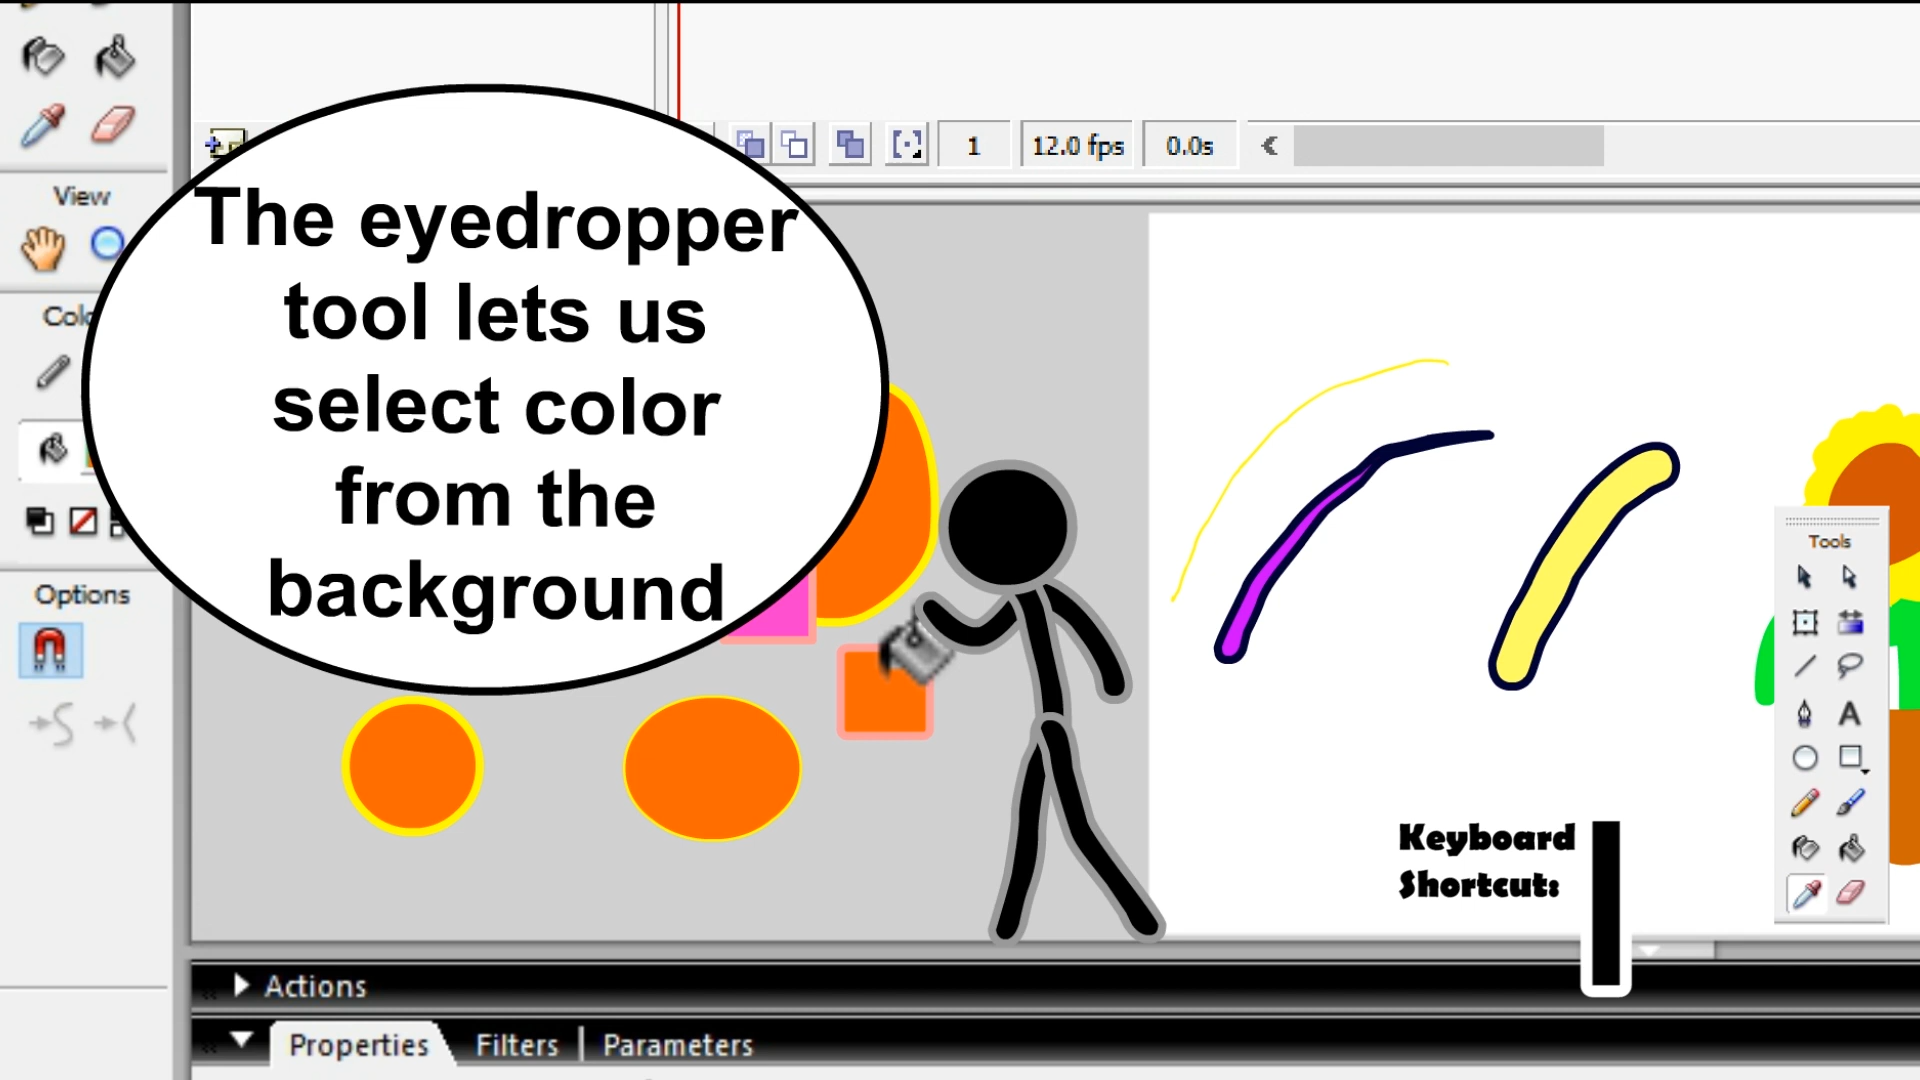 1
12.0 fps
0.0s
View
The eyedropper
tool lets us
select color
from the
background
Options
Tools
A
Keyboard
Shortcut:
I
Actions
Properties
Filters
Parameters